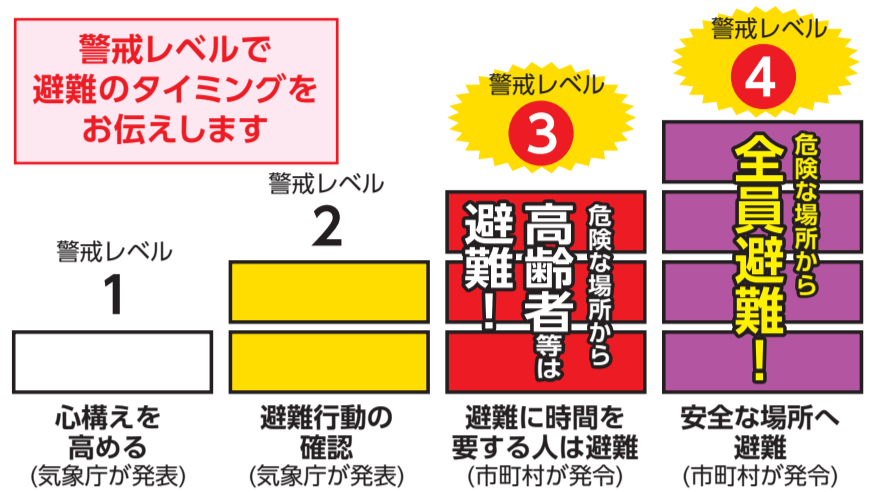 警戒レベルで
避難のタイミングを
お伝えします
警戒レベル
1
心構えを
高める
(気象庁が発表)
警戒レベル
2
避難行動の
確認
(気象庁が発表)
警戒レベル
3
危険な場所から
高齢者等は
避難！
避難に時間を
要する人は避難
(市町村が発令)
警戒レベル
4
危険な場所から
全員避難！
安全な場所へ
避難
(市町村が発令)